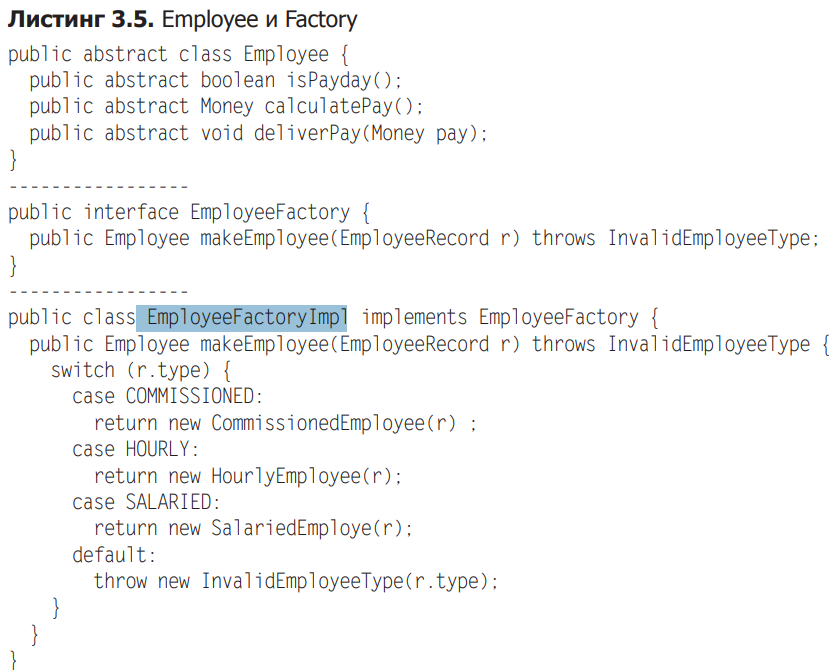 Листинг 3.5. Employee и Factory
public abstract class Employee {
  public abstract boolean isPayday();
  public abstract Money calculatePay();
  public abstract void deliverPay(Money pay);
}
-----------------
public interface EmployeeFactory {
  public Employee makeEmployee(EmployeeRecord r) throws InvalidEmployeeType;
}
-----------------
public class EmployeeFactoryImpl implements EmployeeFactory {
  public Employee makeEmployee(EmployeeRecord r) throws InvalidEmployeeType {
    switch (r.type) {
      case COMMISSIONED:
        return new CommissionedEmployee(r) ;
      case HOURLY:
        return new HourlyEmployee(r);
      case SALARIED:
        return new SalariedEmploye(r);
      default:
        throw new InvalidEmployeeType(r.type);
    }
  }
}